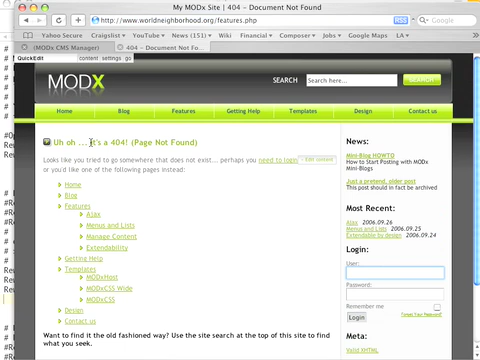 My MODx Site | 404 – Document Not Found
http://www.worldneighborhood.org/features.php
RSS
Google
Yahoo Secure
Craigslist
YouTube
News (151)
Wiki
Financial
Composer
Jobs
Google Maps
LA
(MODx CMS Manager)
404 – Document Not Fo...
QuickEdit
content
settings
go
MODX
SEARCH
Search here...
SEARCH
Home
Blog
Features
Getting Help
Templates
Design
Contact us
Uh oh ... it's a 404! (Page Not Found)
Looks like you tried to go somewhere that does not exist... perhaps you need to login
Edit content
or you'd like one of the following pages instead:
Home
Blog
Features
Ajax
Menus and Lists
Manage Content
Extendability
Getting Help
Templates
MODxHost
MODxCSS Wide
MODxCSS
Design
Contact us
Want to find it the old fashioned way? Use the site search at the top of this site to
find what you seek.
News:
Mini-Blog HOWTO
How to Start Posting with MODx
Mini-Blogs
Just a pretend, older post
This post should in fact be archived
Most Recent:
Ajax 2006.09.26
Menus and Lists 2006.09.25
Extendable by design 2006.09.24
Login:
User:
Password:
Remember me
Login
Forget Your Password?
Meta:
Valid XHTML